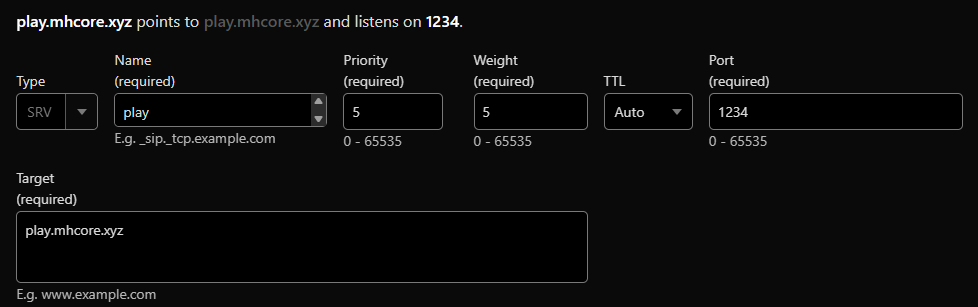 play.mhcore.xyz points to play.mhcore.xyz and listens on 1234.
Type
Name
(required)
Priority
(required)
Weight
(required)
TTL
Port
(required)
SRV
play
5
5
Auto
1234
E.g. _sip._tcp.example.com
0 - 65535
0 - 65535
0 - 65535
Target
(required)
play.mhcore.xyz
E.g. www.example.com